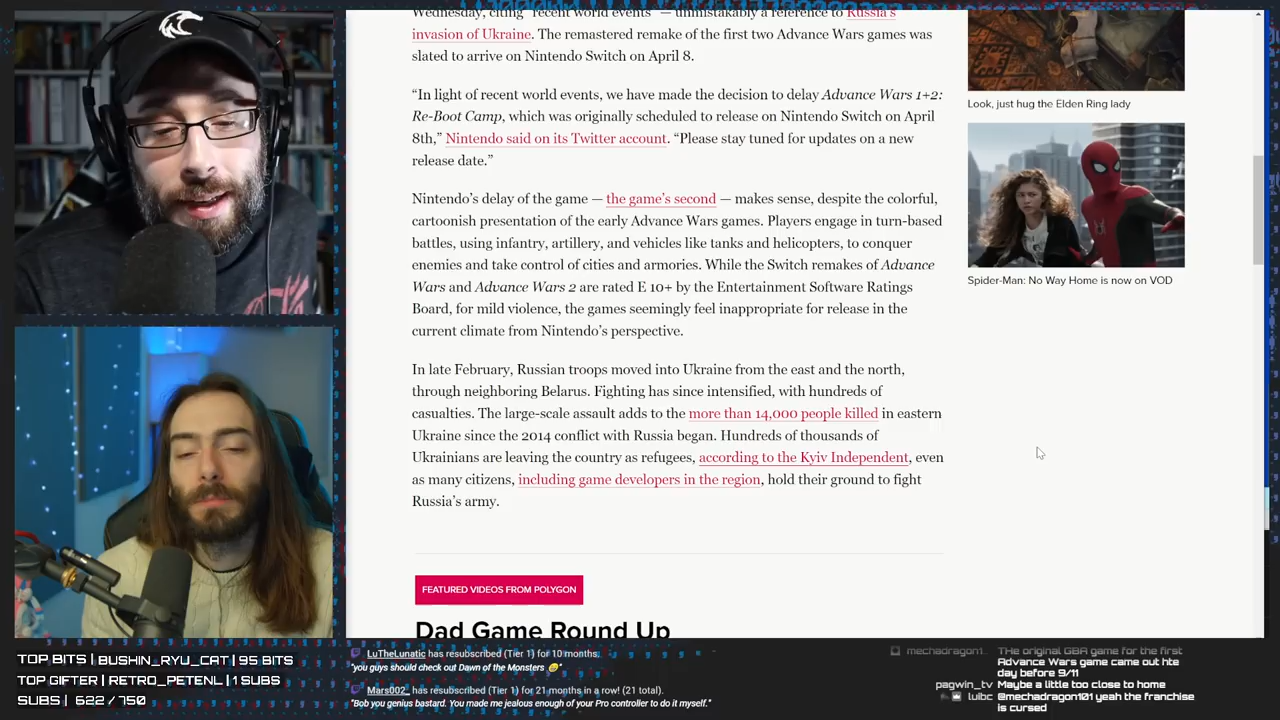 Wednesday, citing "recent world events" — unmistakably a reference to Russia's
invasion of Ukraine. The remastered remake of the first two Advance Wars games was
slated to arrive on Nintendo Switch on April 8.
“In light of recent world events, we have made the decision to delay Advance Wars 1+2:
Re-Boot Camp, which was originally scheduled to release on Nintendo Switch on April
8th,” Nintendo said on its Twitter account. “Please stay tuned for updates on a new
release date.”
Nintendo’s delay of the game — the game’s second — makes sense, despite the colorful,
cartoonish presentation of the early Advance Wars games. Players engage in turn-based
battles, using infantry, artillery, and vehicles like tanks and helicopters, to conquer
enemies and take control of cities and armories. While the Switch remakes of Advance
Wars and Advance Wars 2 are rated E 10+ by the Entertainment Software Ratings
Board, for mild violence, the games seemingly feel inappropriate for release in the
current climate from Nintendo’s perspective.
In late February, Russian troops moved into Ukraine from the east and the north,
through neighboring Belarus. Fighting has since intensified, with hundreds of
casualties. The large-scale assault adds to the more than 14,000 people killed in eastern
Ukraine since the 2014 conflict with Russia began. Hundreds of thousands of
Ukrainians are leaving the country as refugees, according to the Kyiv Independent, even
as many citizens, including game developers in the region, hold their ground to fight
Russia’s army.
FEATURED VIDEOS FROM POLYGON
Dad Game Round Up
Look, just hug the Elden Ring lady
Spider-Man: No Way Home is now on VOD
TOP BITS | BUSHIN_RYU_CAT | 95 BITS
TOP GIFTER | RETRO_PETENL | 1 SUBS
SUBS | 622 / 750
LuTheLunatic has resubscribed (Tier 1) for 10 months.
"you guys should check out Dawn of the Monsters 😄"
Mars002_ has resubscribed (Tier 1) for 21 months in a row! (21 total).
"Bob you genius bastard. You made me jealous enough of your Pro controller to do it myself."
mechadragon1.. THe original GBA game for the first
Advance Wars game came out hte
day before 9/11
pagwin_tv Maybe a little too close to home
luibc @mechadragon101 yeah the franchise
is cursed